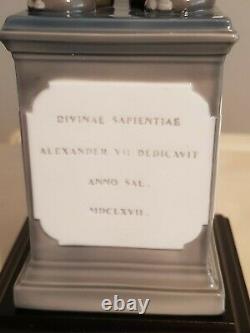 DIVINAE SAPIENTIAE
ALEXANDER VII DEDICAVIT
ANNO SAL.
MDCLXVII.